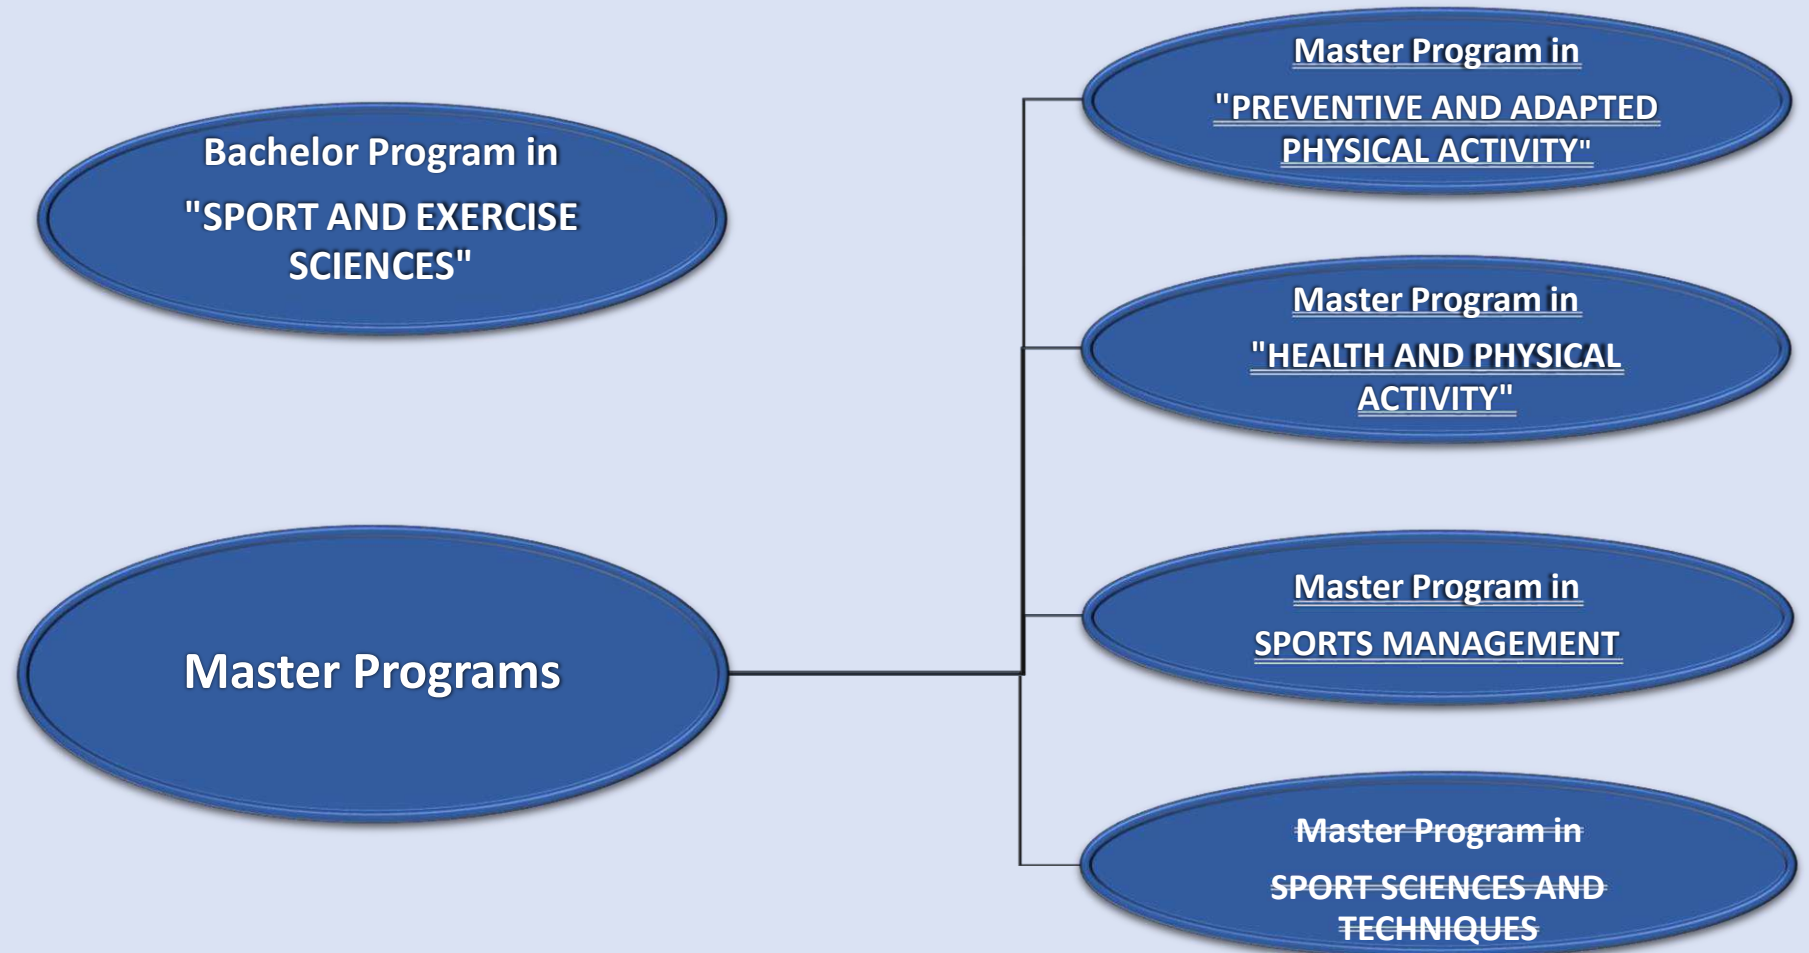 Bachelor Program in
"SPORT AND EXERCISE
SCIENCES"
Master Programs
Master Program in
"PREVENTIVE AND ADAPTED
PHYSICAL ACTIVITY"
Master Program in
"HEALTH AND PHYSICAL
ACTIVITY"
Master Program in
SPORTS MANAGEMENT
Master Program in
SPORT SCIENCES AND
TECHNIQUES